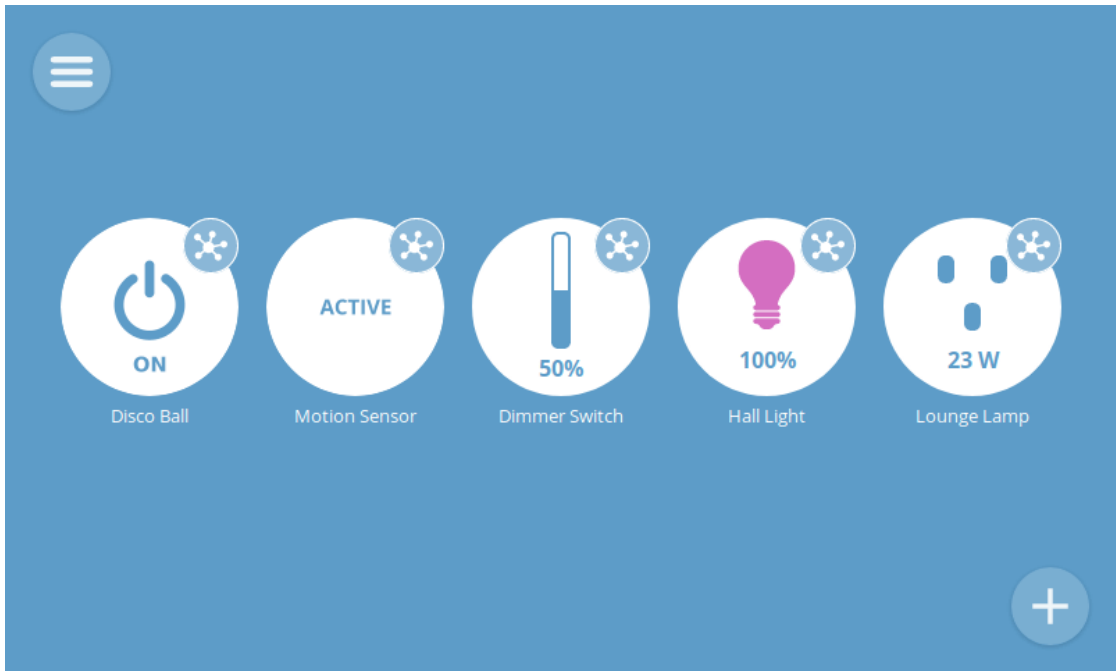 ON
ACTIVE
50%
100%
23 W
Disco Ball
Motion Sensor
Dimmer Switch
Hall Light
Lounge Lamp